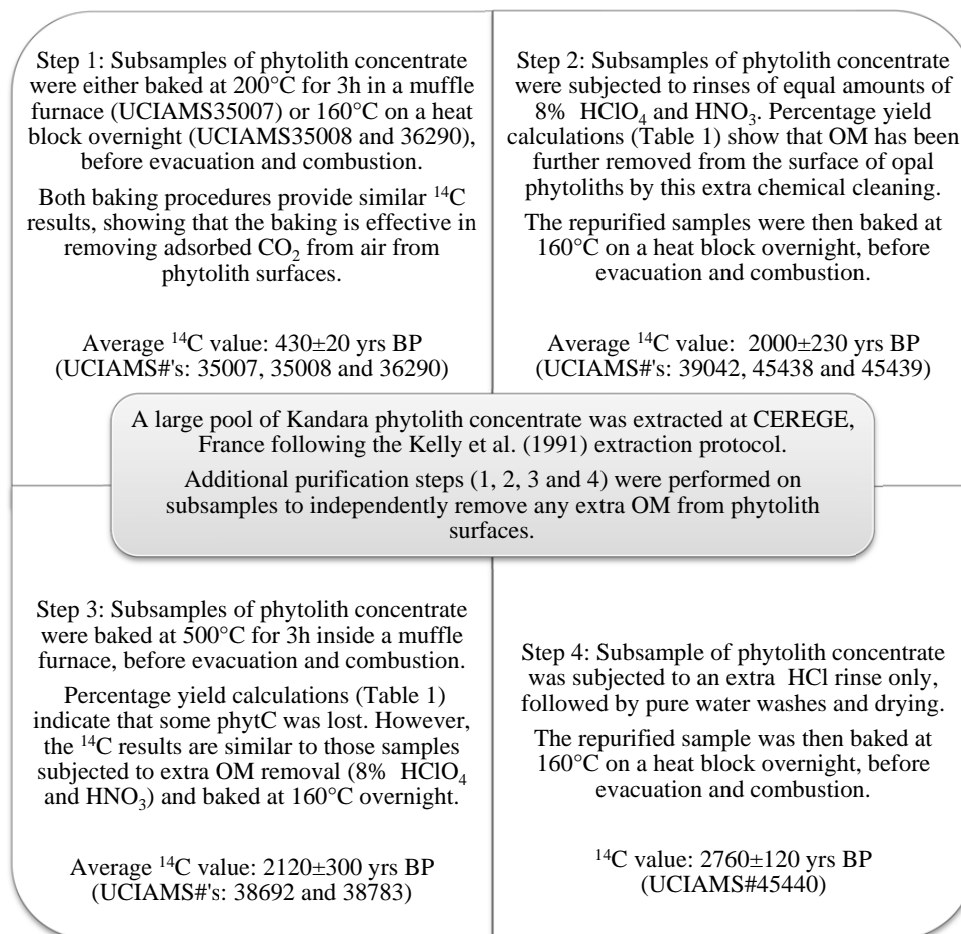 Step 1: Subsamples of phytolith concentrate
were either baked at 200°C for 3h in a muffle
furnace (UCIAMS35007) or 160°C on a heat
block overnight (UCIAMS35008 and 36290),
before evacuation and combustion.
Both baking procedures provide similar ¹⁴C
results, showing that the baking is effective in
removing adsorbed CO₂ from air from
phytolith surfaces.
Average ¹⁴C value: 430±20 yrs BP
(UCIAMS#'s: 35007, 35008 and 36290)
Step 2: Subsamples of phytolith concentrate
were subjected to rinses of equal amounts of
8% HClO₄ and HNO₃. Percentage yield
calculations (Table 1) show that OM has been
further removed from the surface of opal
phytoliths by this extra chemical cleaning.
The repurified samples were then baked at
160°C on a heat block overnight, before
evacuation and combustion.
Average ¹⁴C value: 2000±230 yrs BP
(UCIAMS#'s: 39042, 45438 and 45439)
A large pool of Kandara phytolith concentrate was extracted at CEREGE,
France following the Kelly et al. (1991) extraction protocol.
Additional purification steps (1, 2, 3 and 4) were performed on
subsamples to independently remove any extra OM from phytolith
surfaces.
Step 3: Subsamples of phytolith concentrate
were baked at 500°C for 3h inside a muffle
furnace, before evacuation and combustion.
Percentage yield calculations (Table 1)
indicate that some phytC was lost. However,
the ¹⁴C results are similar to those samples
subjected to extra OM removal (8% HClO₄
and HNO₃) and baked at 160°C overnight.
Average ¹⁴C value: 2120±300 yrs BP
(UCIAMS#'s: 38692 and 38783)
Step 4: Subsample of phytolith concentrate
was subjected to an extra HCl rinse only,
followed by pure water washes and drying.
The repurified sample was then baked at
160°C on a heat block overnight, before
evacuation and combustion.
¹⁴C value: 2760±120 yrs BP
(UCIAMS#45440)